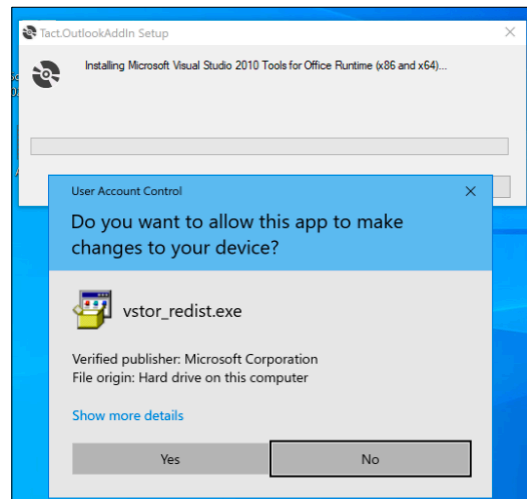 Tact.OutlookAddIn Setup
Installing Microsoft Visual Studio 2010 Tools for Office Runtime (x86 and x64)...
User Account Control
Do you want to allow this app to make
changes to your device?
vstor_redist.exe
Verified publisher: Microsoft Corporation
File origin: Hard drive on this computer
Show more details
Yes
No